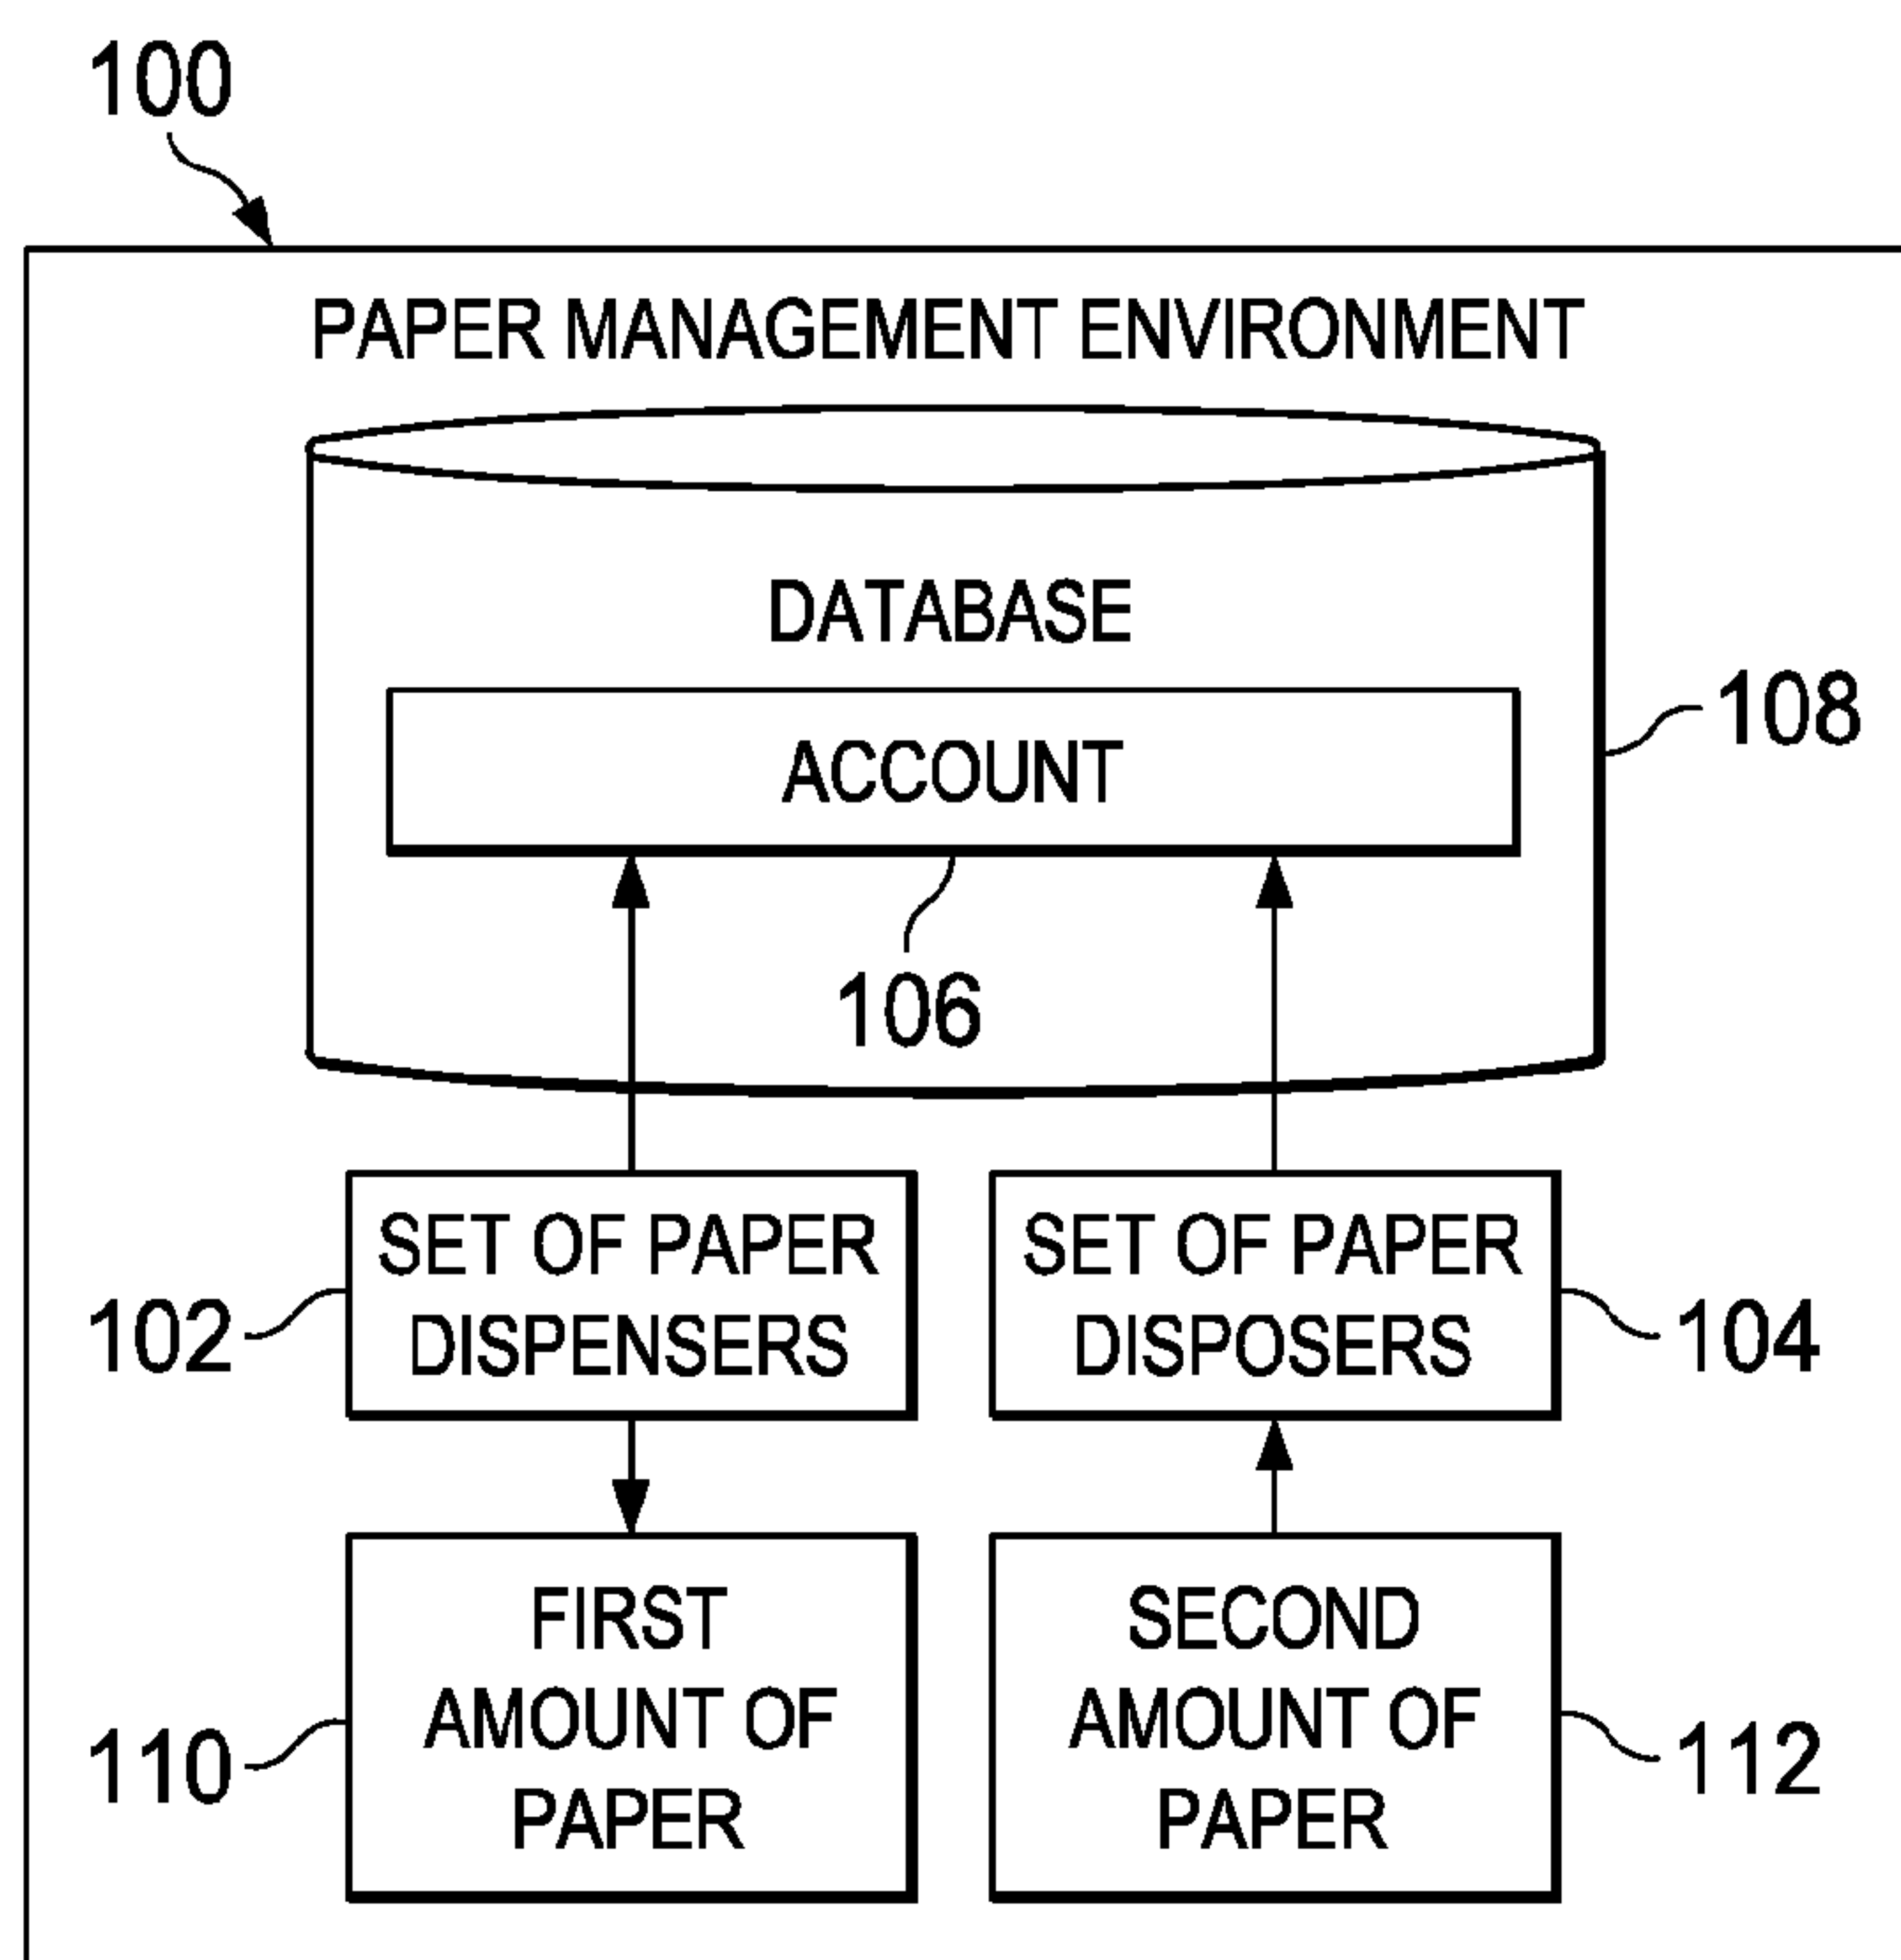 100
PAPER MANAGEMENT ENVIRONMENT
DATABASE
ACCOUNT
108
106
SET OF PAPER
DISPENSERS
102
SET OF PAPER
DISPOSERS
104
FIRST
AMOUNT OF
PAPER
110
SECOND
AMOUNT OF
PAPER
112